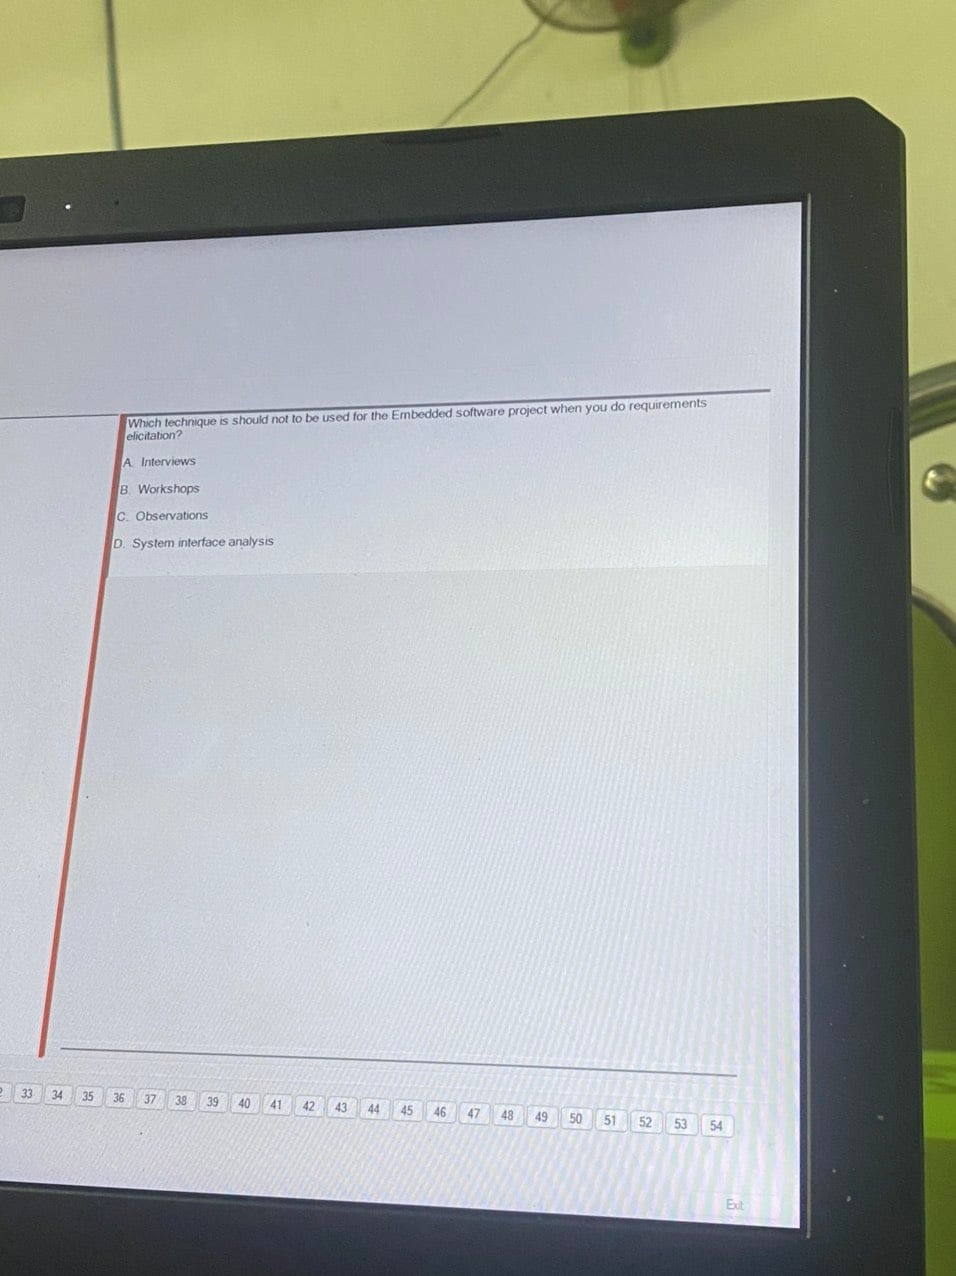 Which technique is should not to be used for the Embedded software project when you do requirements
elicitation?
A. Interviews
B. Workshops
C. Observations
D. System interface analysis
33 34 35 36 37 38 39 40 41 42 43 44 45 46 47 48 49 50 51 52 53 54
Exit